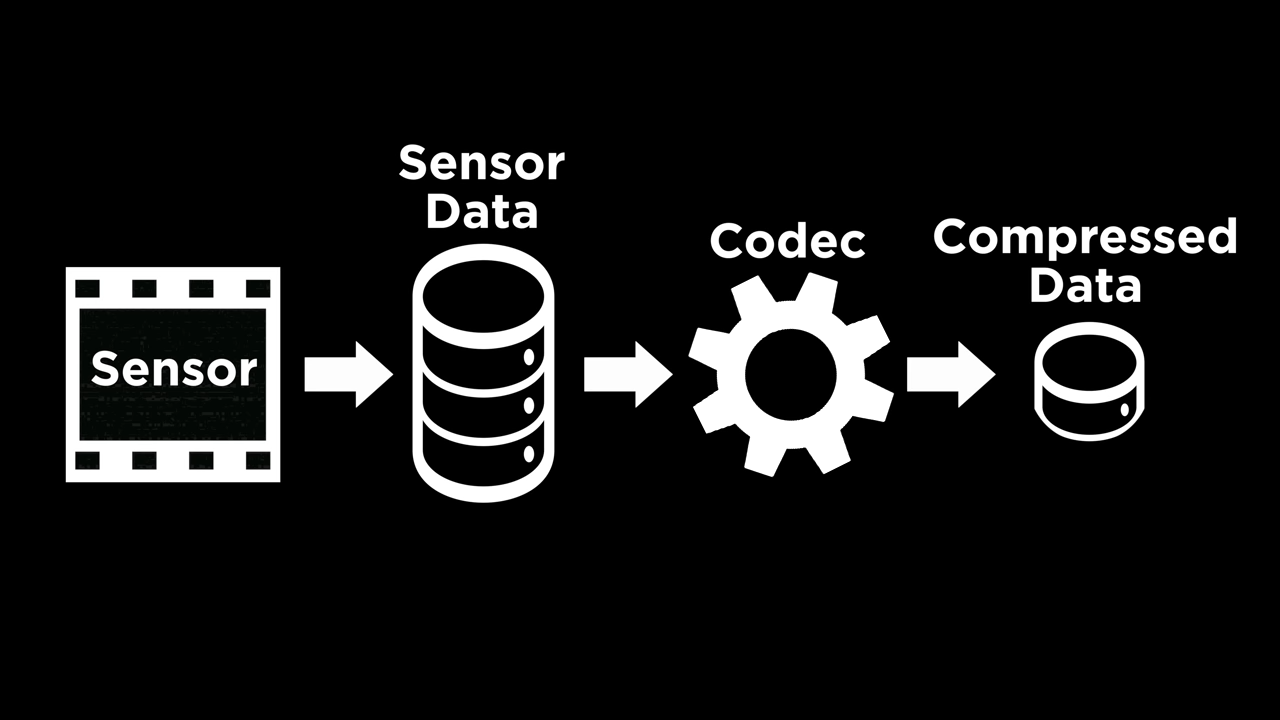 Sensor
Sensor
Data
Codec
Compressed
Data